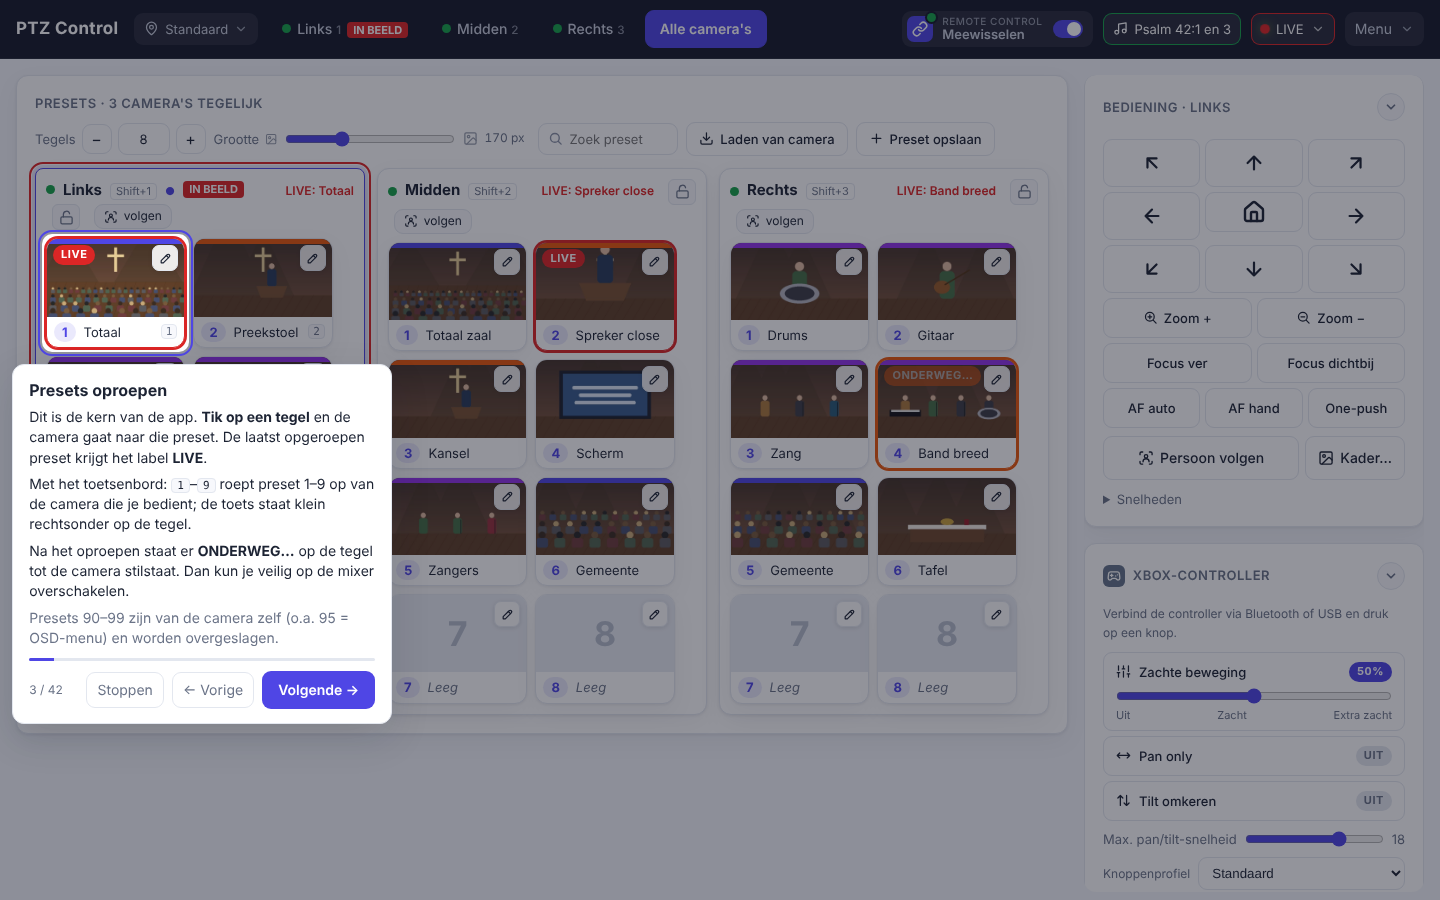 PTZ Control
Standaard
Links 1 IN BEELD
Midden 2
Rechts 3
Alle camera's
REMOTE CONTROL
Meewisselen
Psalm 42:1 en 3
LIVE
Menu
PRESETS · 3 CAMERA'S TEGELIJK
Tegels − 8 + Grootte 170 px Zoek preset Laden van camera + Preset opslaan
Links Shift+1 IN BEELD LIVE: Totaal
volgen
LIVE
1 Totaal 1
2 Preekstoel 2
Presets oproepen
Dit is de kern van de app. Tik op een tegel en de
camera gaat naar die preset. De laatst opgeroepen
preset krijgt het label LIVE.
Met het toetsenbord: 1–9 roept preset 1–9 op van
de camera die je bedient; de toets staat klein
rechtsonder op de tegel.
Na het oproepen staat er ONDERWEG... op de tegel
tot de camera stilstaat. Dan kun je veilig op de mixer
overschakelen.
Presets 90–99 zijn van de camera zelf (o.a. 95 =
OSD-menu) en worden overgeslagen.
3 / 42 Stoppen ← Vorige Volgende →
Midden Shift+2 LIVE: Spreker close
volgen
1 Totaal zaal
LIVE
2 Spreker close
3 Kansel
4 Scherm
5 Zangers
6 Gemeente
7
7 Leeg
8
8 Leeg
Rechts Shift+3 LIVE: Band breed
volgen
1 Drums
2 Gitaar
3 Zang
ONDERWEG...
4 Band breed
5 Gemeente
6 Tafel
7
7 Leeg
8
8 Leeg
BEDIENING · LINKS
Zoom +
Zoom −
Focus ver
Focus dichtbij
AF auto
AF hand
One-push
Persoon volgen
Kader...
Snelheden
XBOX-CONTROLLER
Verbind de controller via Bluetooth of USB en druk
op een knop.
Zachte beweging 50%
Uit Zacht Extra zacht
Pan only UIT
Tilt omkeren UIT
Max. pan/tilt-snelheid 18
Knoppenprofiel Standaard